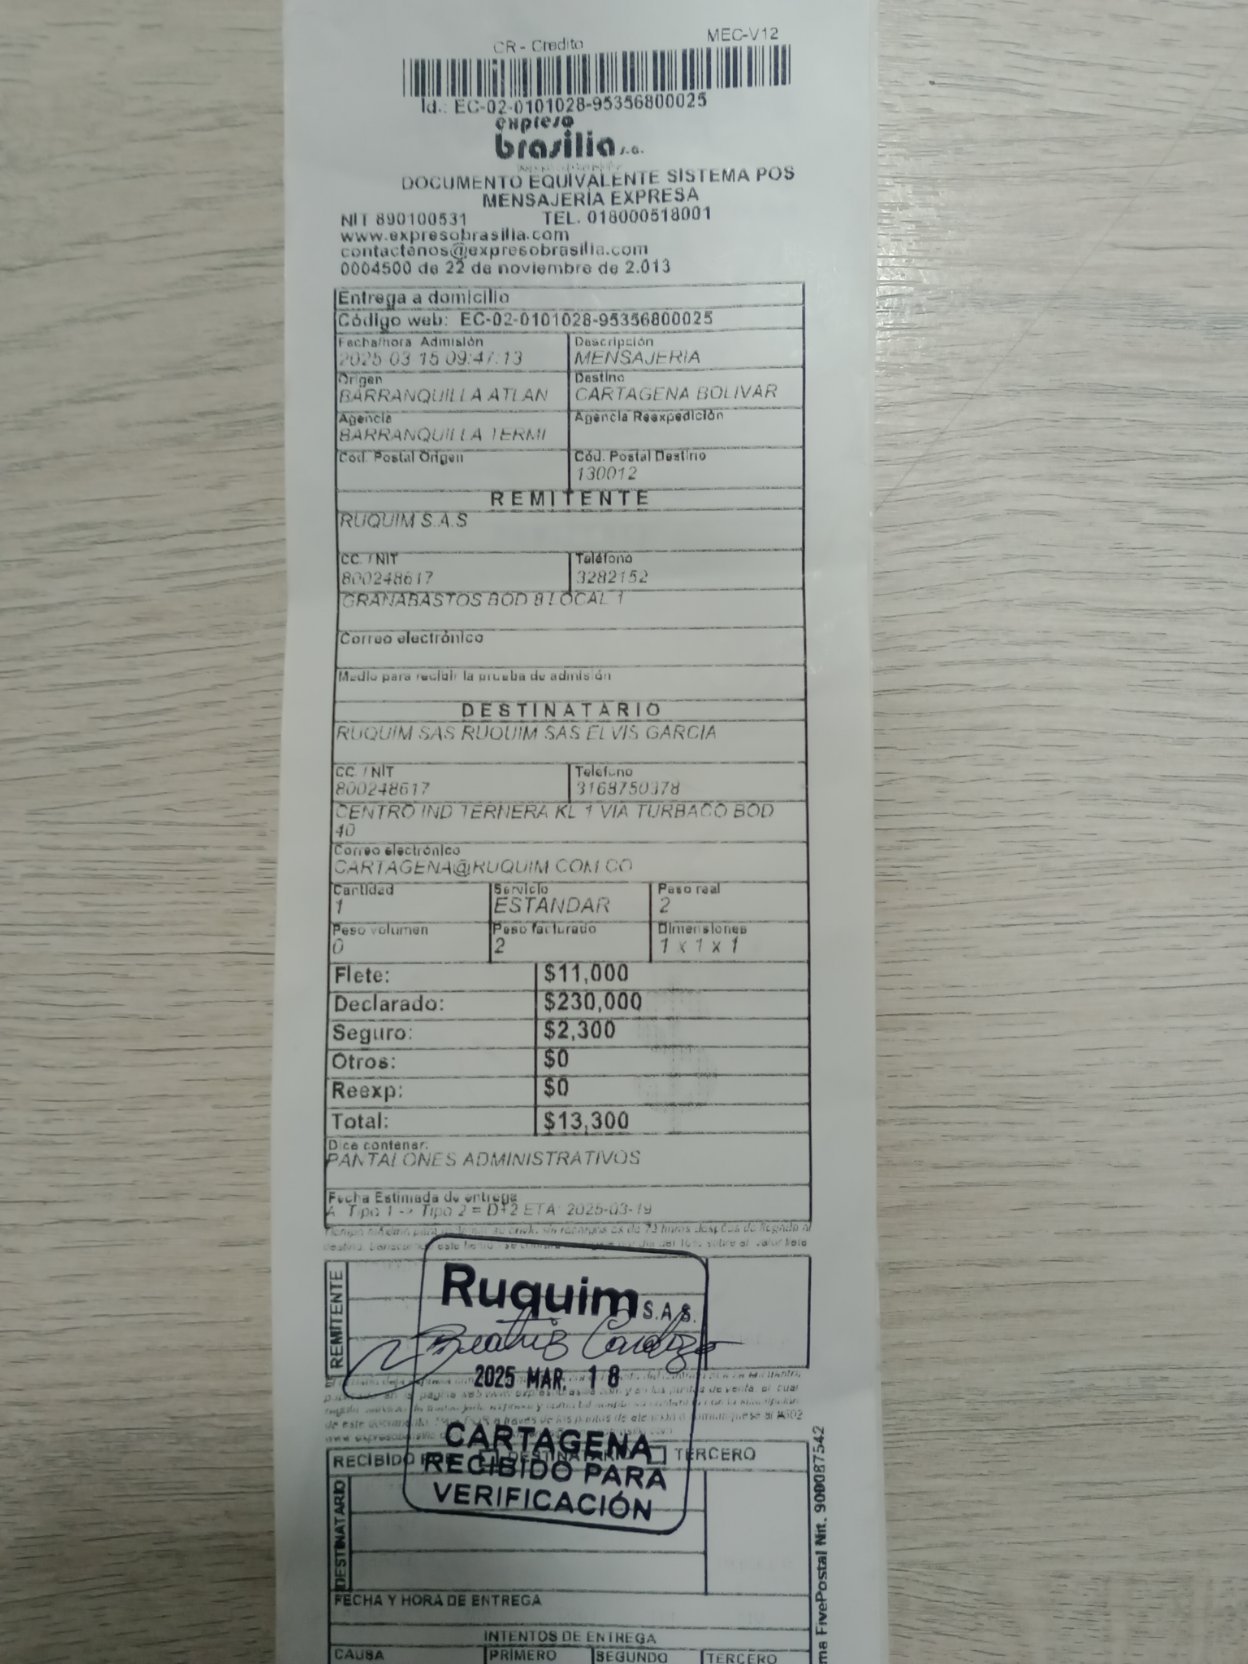 CR - Credito MEC-V12
Id.: EC-02-0101028-95356800025
expreso
brasilia s.a.
DOCUMENTO EQUIVALENTE SISTEMA POS
MENSAJERÍA EXPRESA
NIT 890100531 TEL. 018000518001
www.expresobrasilia.com
contactenos@expresobrasilia.com
0004500 de 22 de noviembre de 2.013
Entrega a domicilio
Código web: EC-02-0101028-95356800025
Fecha/hora Admisión Descripción
2025-03-15 09:47:13 MENSAJERIA
Origen Destino
BARRANQUILLA ATLAN CARTAGENA BOLIVAR
Agencia Agencia Reexpedición
BARRANQUILLA TERMI
Cod. Postal Origen Cód. Postal Destino
130012
REMITENTE
RUQUIM S.A.S
CC. / NIT Teléfono
800248617 3282152
GRANABASTOS BOD 8 LOCAL 1
Correo electrónico
Medio para recibir la prueba de admisión
DESTINATARIO
RUQUIM SAS RUQUIM SAS ELVIS GARCIA
CC. / NIT Teléfono
800248617 3168750378
CENTRO IND TERNERA KL 1 VIA TURBACO BOD
40
Correo electrónico
CARTAGENA@RUQUIM.COM.CO
Cantidad Servicio Peso real
1 ESTANDAR 2
Peso volumen Peso facturado Dimensiones
0 2 1 x 1 x 1
Flete: $11,000
Declarado: $230,000
Seguro: $2,300
Otros: $0
Reexp: $0
Total: $13,300
Dice contener:
PANTALONES ADMINISTRATIVOS
Fecha Estimada de entrega
A. Tipo 1 -> Tipo 2 = D+2 ETA: 2025-03-19
REMITENTE
Ruquim S.A.S.
Beatriz Cardozo
2025 MAR. 18
CARTAGENA
RECIBIDO PARA
VERIFICACIÓN
RECIBIDO DESTINATARIO TERCERO
DESTINATARIO
FECHA Y HORA DE ENTREGA
INTENTOS DE ENTREGA
CAUSA PRIMERO SEGUNDO TERCERO
ma FivePostal Nit. 900087542